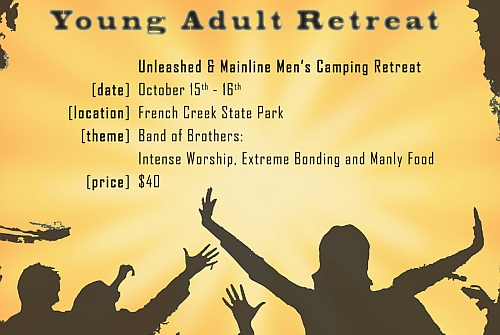 Young Adult Retreat
Unleashed & Mainline Men's Camping Retreat
[date] October 15th - 16th
[location] French Creek State Park
[theme] Band of Brothers:
Intense Worship, Extreme Bonding and Manly Food
[price] $40